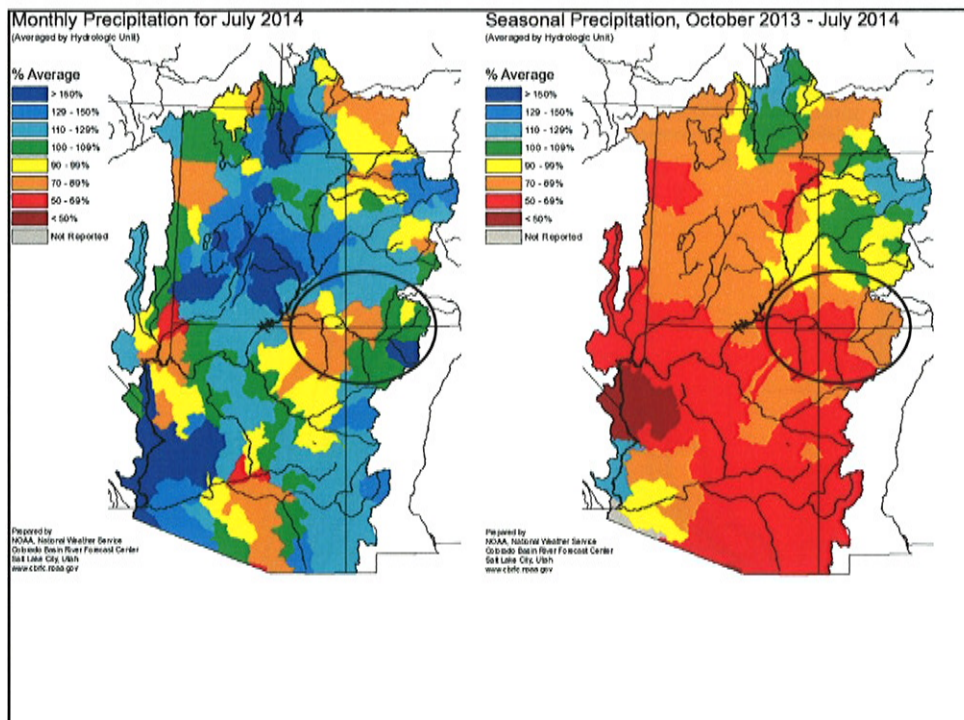 Monthly Precipitation for July 2014
(Averaged by Hydrologic Unit)
% Average
> 150%
129 - 150%
110 - 129%
100 - 109%
90 - 99%
70 - 89%
50 - 69%
< 50%
Not Reported
Prepared by
NOAA, National Weather Service
Colorado Basin River Forecast Center
Salt Lake City, Utah
www.cbrfc.noaa.gov
Seasonal Precipitation, October 2013 - July 2014
(Averaged by Hydrologic Unit)
% Average
> 150%
129 - 150%
110 - 129%
100 - 109%
90 - 99%
70 - 89%
50 - 69%
< 50%
Not Reported
Prepared by
NOAA, National Weather Service
Colorado Basin River Forecast Center
Salt Lake City, Utah
www.cbrfc.noaa.gov